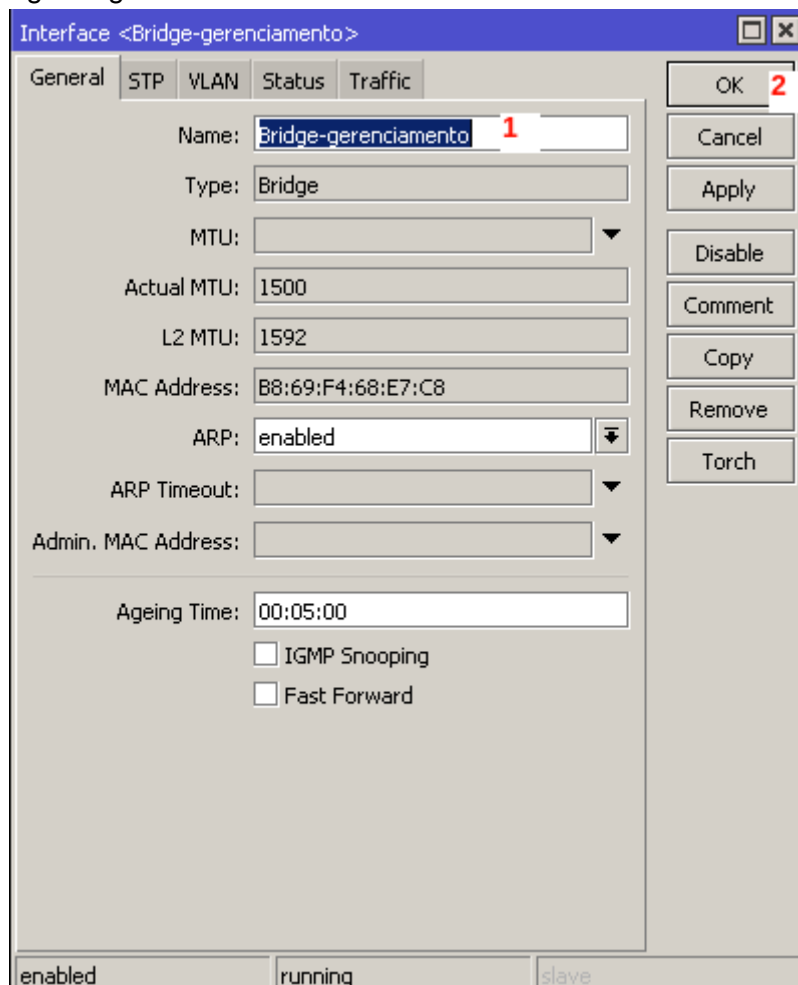 Interface <Bridge-gerenciamento>
General STP VLAN Status Traffic
OK 2
Name: Bridge-gerenciamento 1
Cancel
Type: Bridge
Apply
MTU:
Disable
Actual MTU: 1500
Comment
L2 MTU: 1592
Copy
MAC Address: B8:69:F4:68:E7:C8
Remove
ARP: enabled
Torch
ARP Timeout:
Admin. MAC Address:
Ageing Time: 00:05:00
IGMP Snooping
Fast Forward
enabled running slave